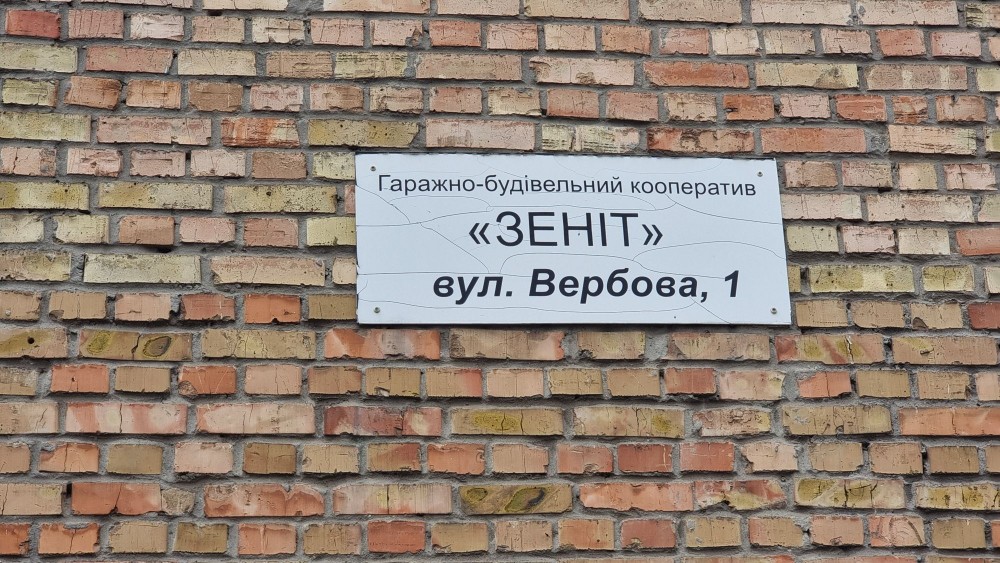 Гаражно-будівельний кооператив
«ЗЕНІТ»
вул. Вербова, 1